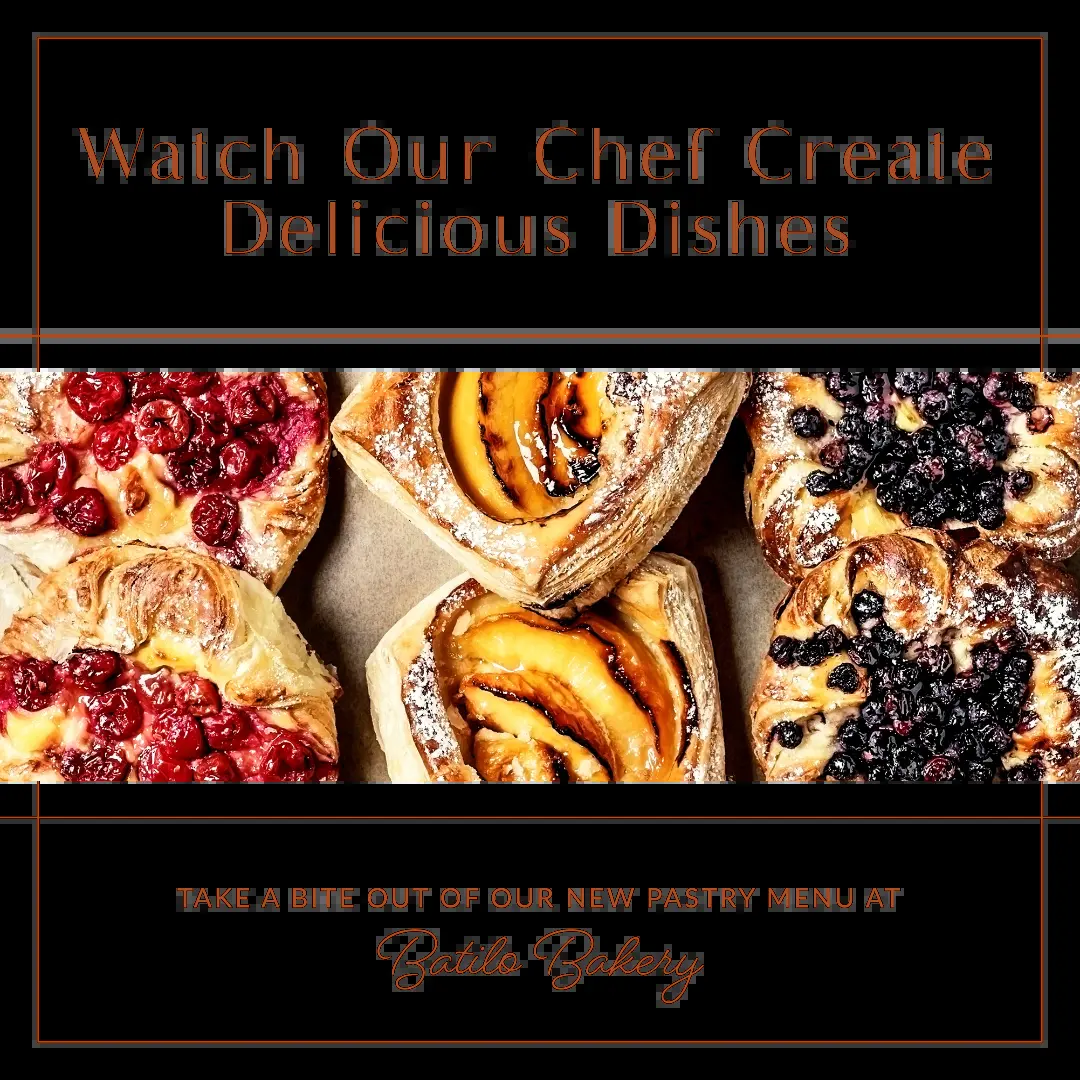 Watch Our Chef Create
Delicious Dishes
TAKE A BITE OUT OF OUR NEW PASTRY MENU AT
Batilo Bakery